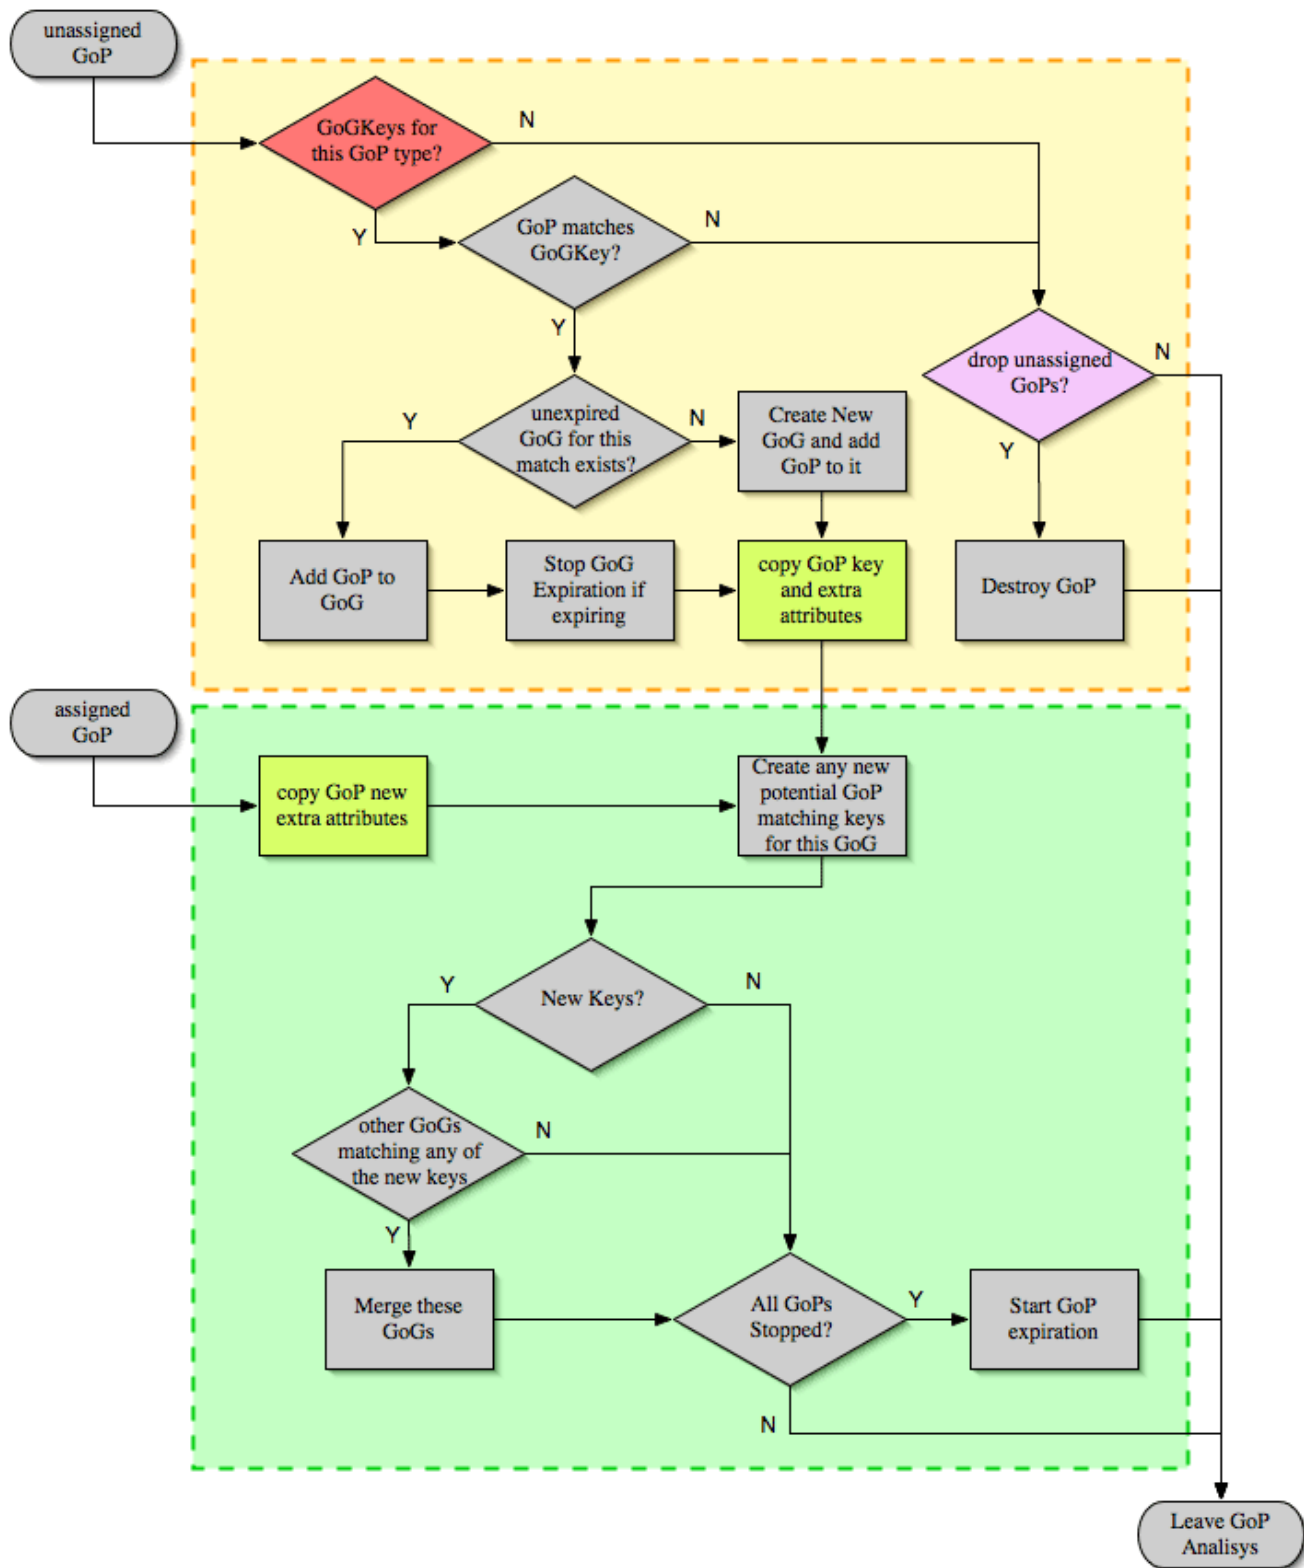 unassigned
GoP
GoGKeys for
this GoP type?
N
Y
GoP matches
GoGKey?
N
Y
drop unassigned
GoPs?
N
Y
unexpired
GoG for this
match exists?
Y
N
Create New
GoG and add
GoP to it
Add GoP to
GoG
Stop GoG
Expiration if
expiring
copy GoP key
and extra
attributes
Destroy GoP
assigned
GoP
copy GoP new
extra attributes
Create any new
potential GoP
matching keys
for this GoG
New Keys?
Y
N
other GoGs
matching any of
the new keys
N
Y
Merge these
GoGs
All GoPs
Stopped?
Y
N
Start GoP
expiration
Leave GoP
Analisys